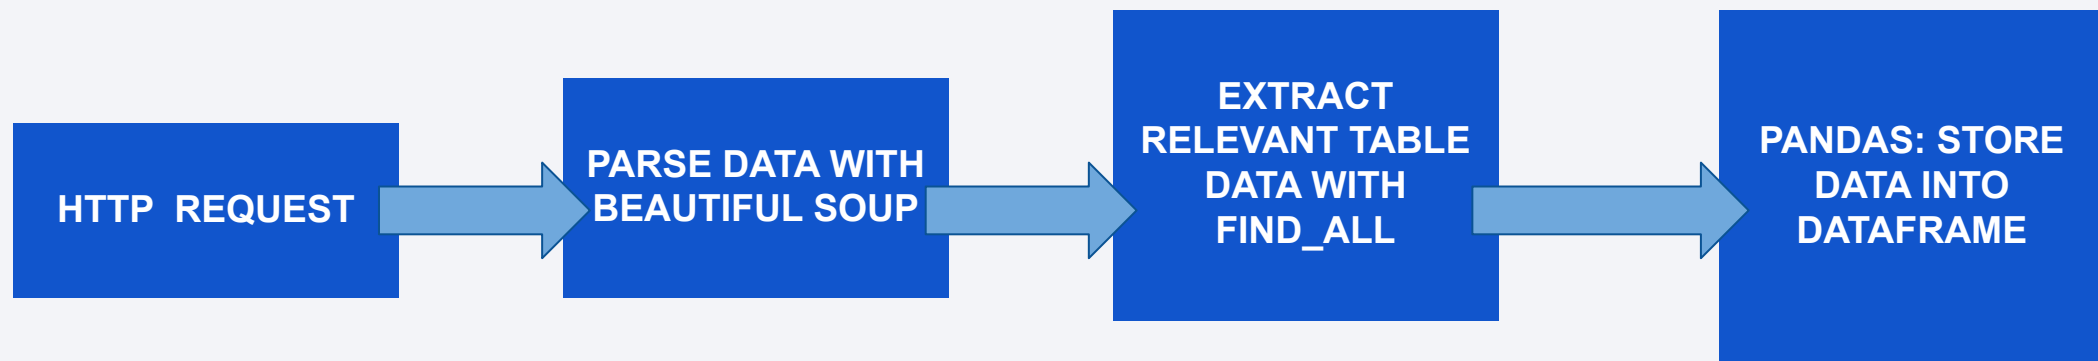 HTTP  REQUEST
PARSE DATA WITH
BEAUTIFUL SOUP
EXTRACT
RELEVANT TABLE
DATA WITH
FIND_ALL
PANDAS: STORE
DATA INTO
DATAFRAME